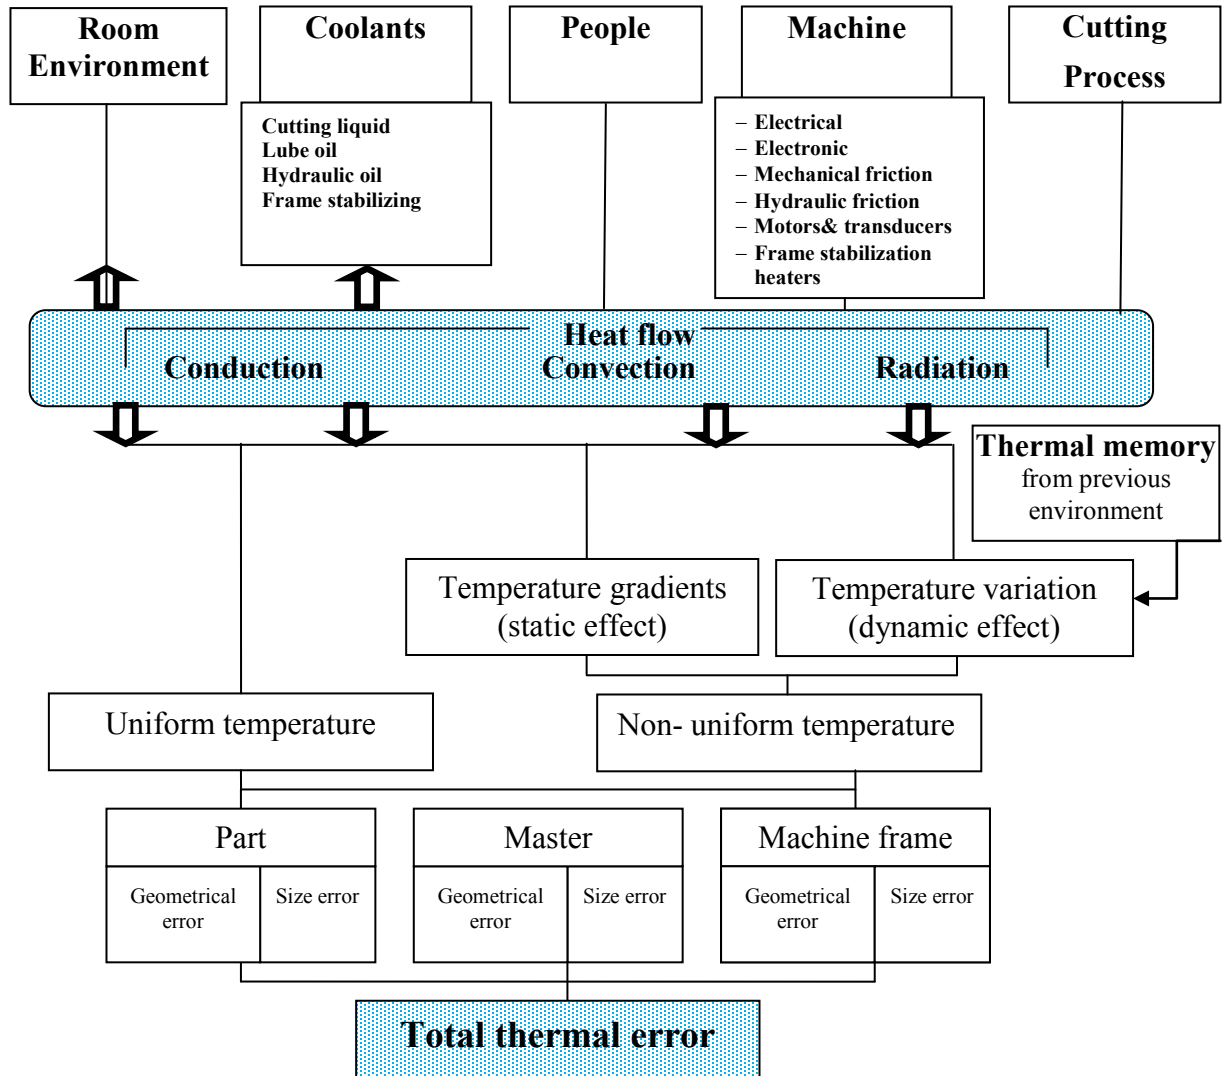 Room
Environment
Coolants
People
Machine
Cutting
Process
Cutting liquid
Lube oil
Hydraulic oil
Frame stabilizing
– Electrical
– Electronic
– Mechanical friction
– Hydraulic friction
– Motors& transducers
– Frame stabilization
heaters
Heat flow
Conduction
Convection
Radiation
Thermal memory
from previous
environment
Temperature gradients
(static effect)
Temperature variation
(dynamic effect)
Uniform temperature
Non- uniform temperature
Part
Master
Machine frame
Geometrical
error
Size error
Geometrical
error
Size error
Geometrical
error
Size error
Total thermal error